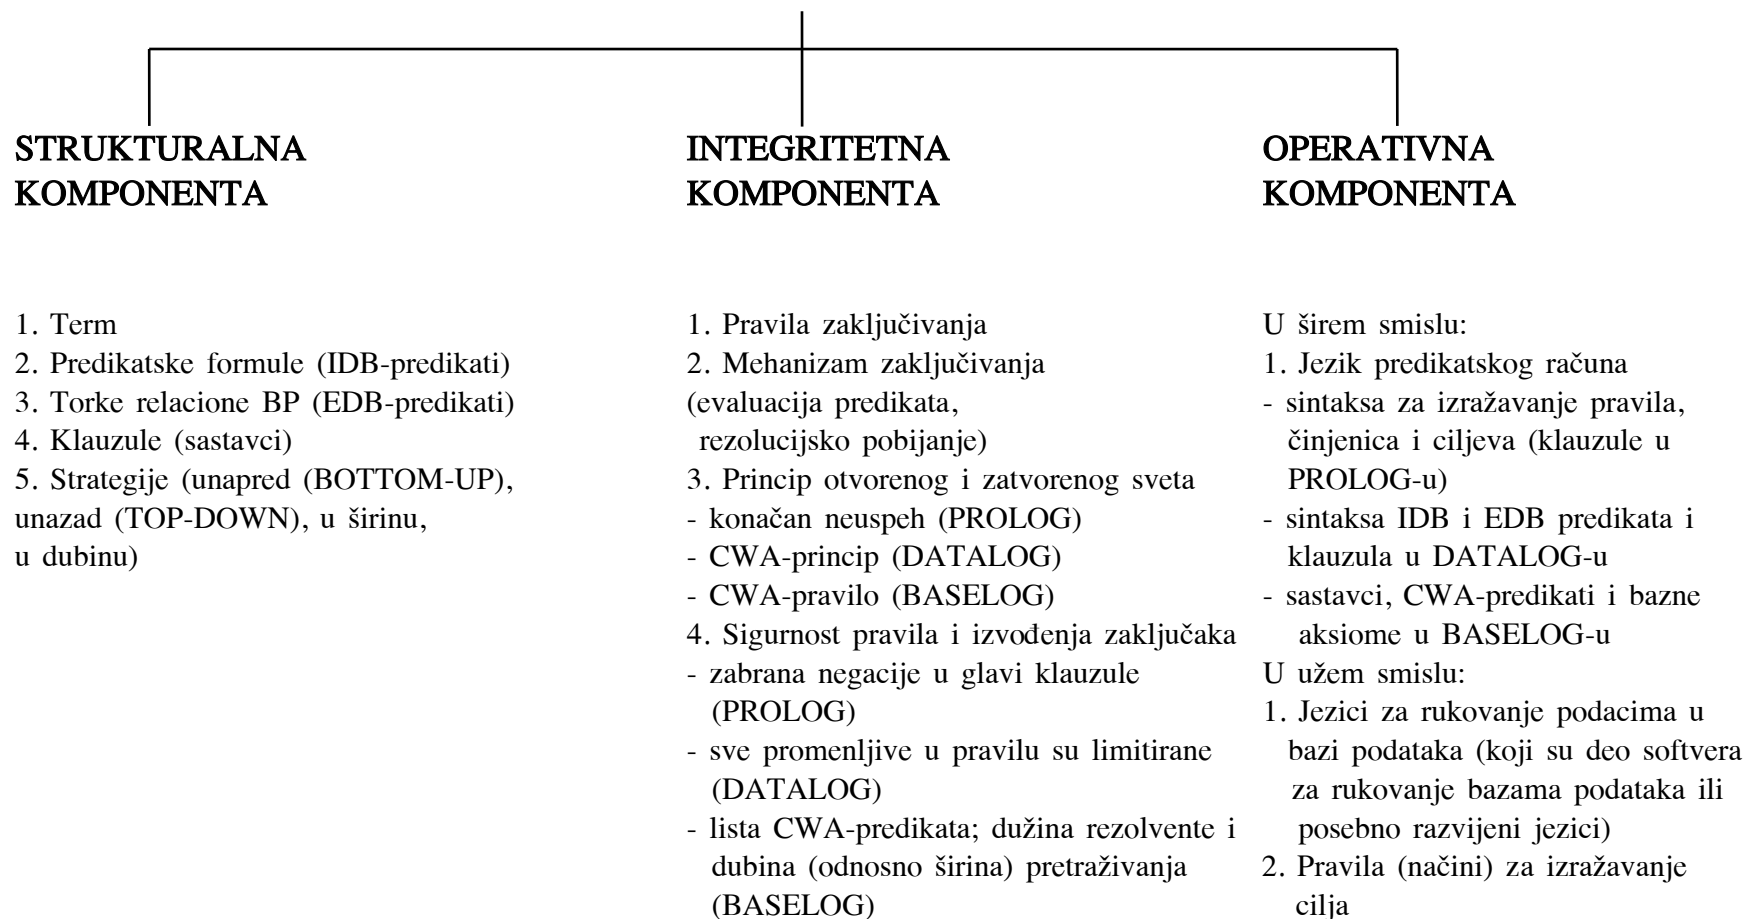 STRUKTURALNA
KOMPONENTA
1. Term
2. Predikatske formule (IDB-predikati)
3. Torke relacione BP (EDB-predikati)
4. Klauzule (sastavci)
5. Strategije (unapred (BOTTOM-UP),
unazad (TOP-DOWN), u širinu,
u dubinu)
INTEGRITETNA
KOMPONENTA
1. Pravila zaključivanja
2. Mehanizam zaključivanja
(evaluacija predikata,
rezolucijsko pobijanje)
3. Princip otvorenog i zatvorenog sveta
- konačan neuspeh (PROLOG)
- CWA-princip (DATALOG)
- CWA-pravilo (BASELOG)
4. Sigurnost pravila i izvođenja zaključaka
- zabrana negacije u glavi klauzule
(PROLOG)
- sve promenljive u pravilu su limitirane
(DATALOG)
- lista CWA-predikata; dužina rezolvente i
dubina (odnosno širina) pretraživanja
(BASELOG)
OPERATIVNA
KOMPONENTA
U širem smislu:
1. Jezik predikatskog računa
- sintaksa za izražavanje pravila,
činjenica i ciljeva (klauzule u
PROLOG-u)
- sintaksa IDB i EDB predikata i
klauzula u DATALOG-u
- sastavci, CWA-predikati i bazne
aksiome u BASELOG-u
U užem smislu:
1. Jezici za rukovanje podacima u
bazi podataka (koji su deo softvera
za rukovanje bazama podataka ili
posebno razvijeni jezici)
2. Pravila (načini) za izražavanje
cilja